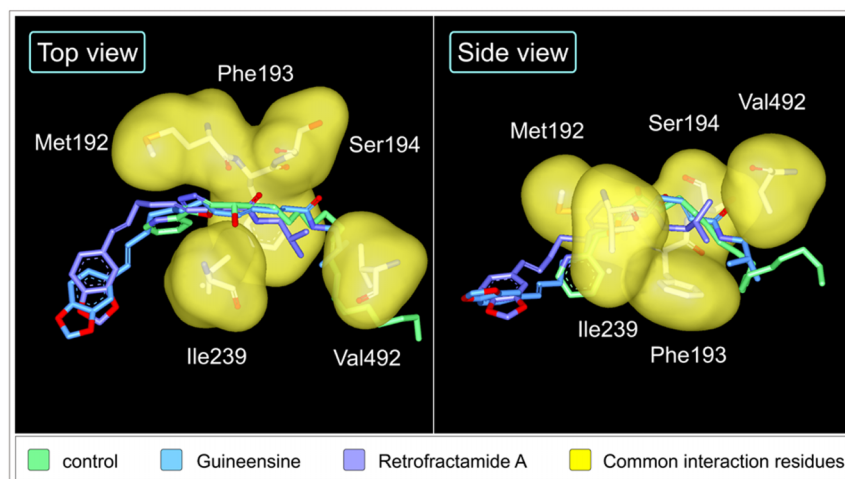 Top view
Phe193
Met192
Ser194
Ile239
Val492
Side view
Val492
Ser194
Met192
Ile239
Phe193
control
Guineensine
Retrofractamide A
Common interaction residues